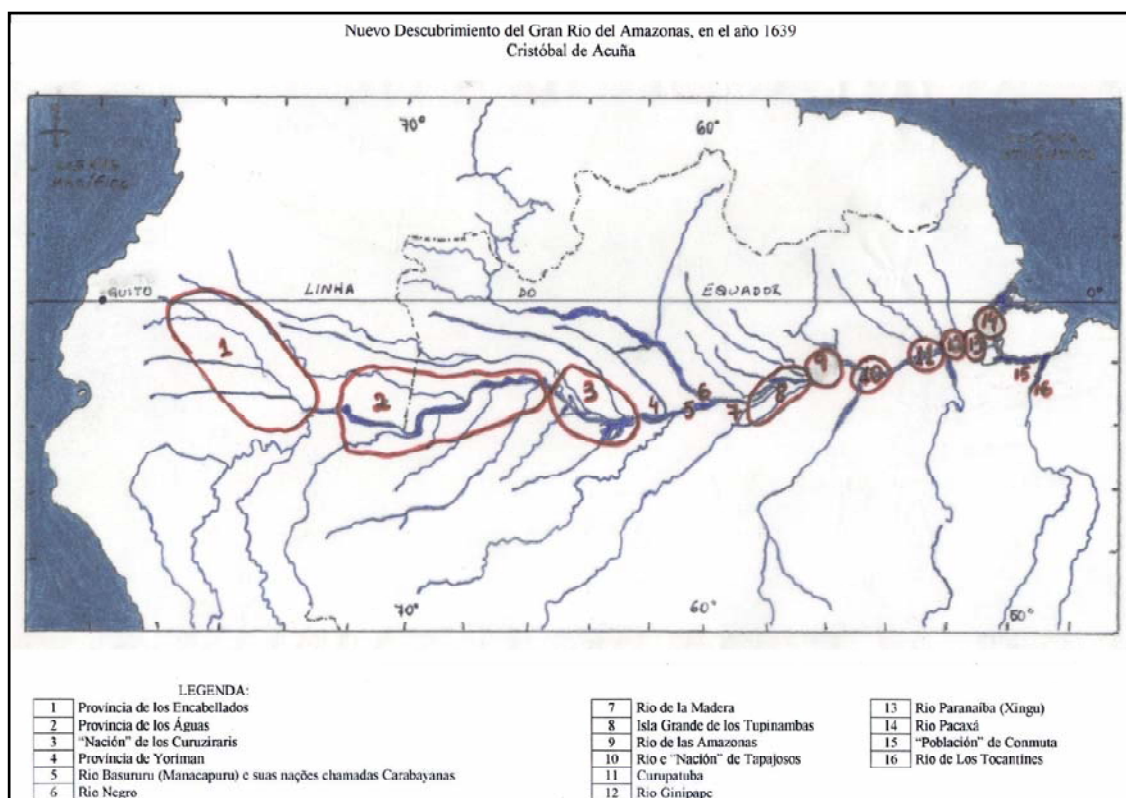 Nuevo Descubrimiento del Gran Rio del Amazonas, en el año 1639
Cristóbal de Acuña
70°
60°
QUITO
LINHA
DO
EQUADOR
0°
1
2
3
4
5
6
7
8
9
10
11
12
13
14
15
16
70°
60°
50°
LEGENDA:
1 Província de los Encabellados
2 Província de los Águas
3 “Nación” de los Curuziraris
4 Província de Yoriman
5 Rio Basururu (Manacapuru) e suas nações chamadas Carabayanas
6 Rio Negro
7 Rio de la Madera
8 Isla Grande de los Tupinambas
9 Rio de las Amazonas
10 Rio e “Nación” de Tapajosos
11 Curupatuba
12 Rio Ginipape
13 Rio Paranaíba (Xingu)
14 Rio Pacaxá
15 “Población” de Conmuta
16 Rio de Los Tocantines